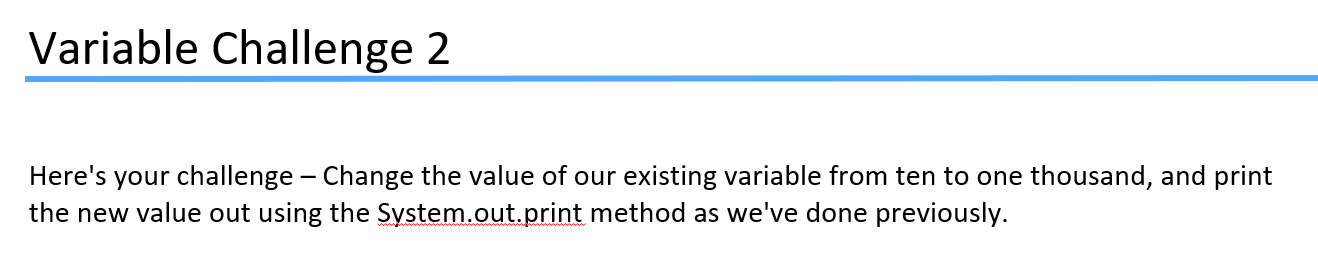 Variable Challenge 2
Here's your challenge – Change the value of our existing variable from ten to one thousand, and print
the new value out using the System.out.print method as we've done previously.